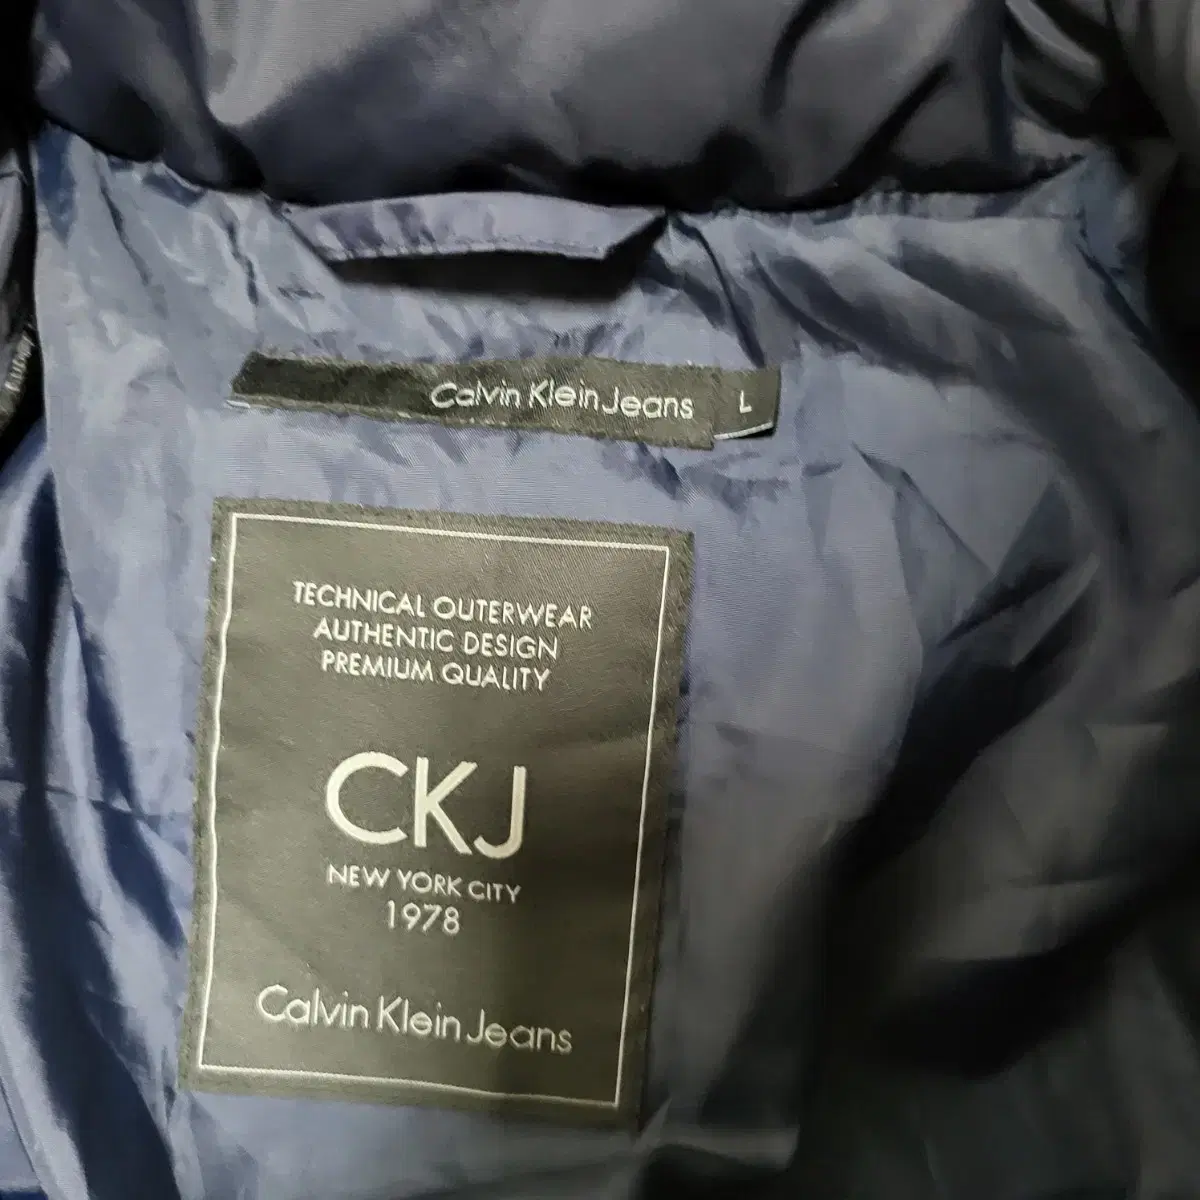 Calvin Klein Jeans L
TECHNICAL OUTERWEAR
AUTHENTIC DESIGN
PREMIUM QUALITY
CKJ
NEW YORK CITY
1978
Calvin Klein Jeans